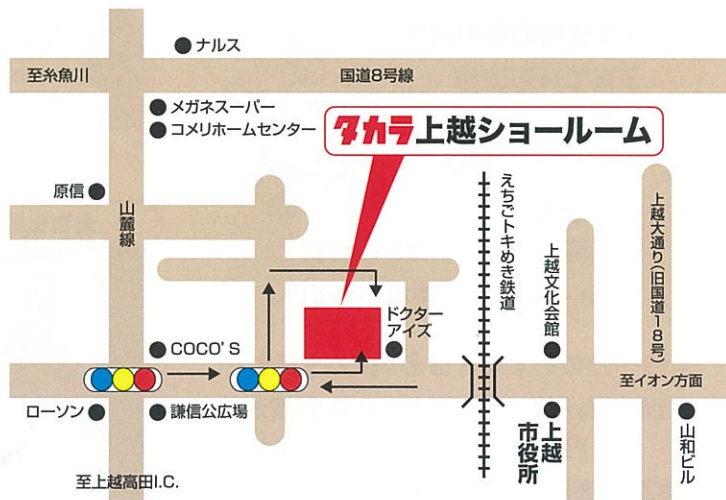 ナルス
至糸魚川
国道8号線
メガネスーパー
コメリホームセンター
タカラ上越ショールーム
原信
山麓線
えちごトキめき鉄道
上越文化会館
上越大通り(旧国道18号)
ドクター
アイズ
COCO'S
至イオン方面
ローソン
謙信公広場
上越
市役所
山和ビル
至上越高田I.C.